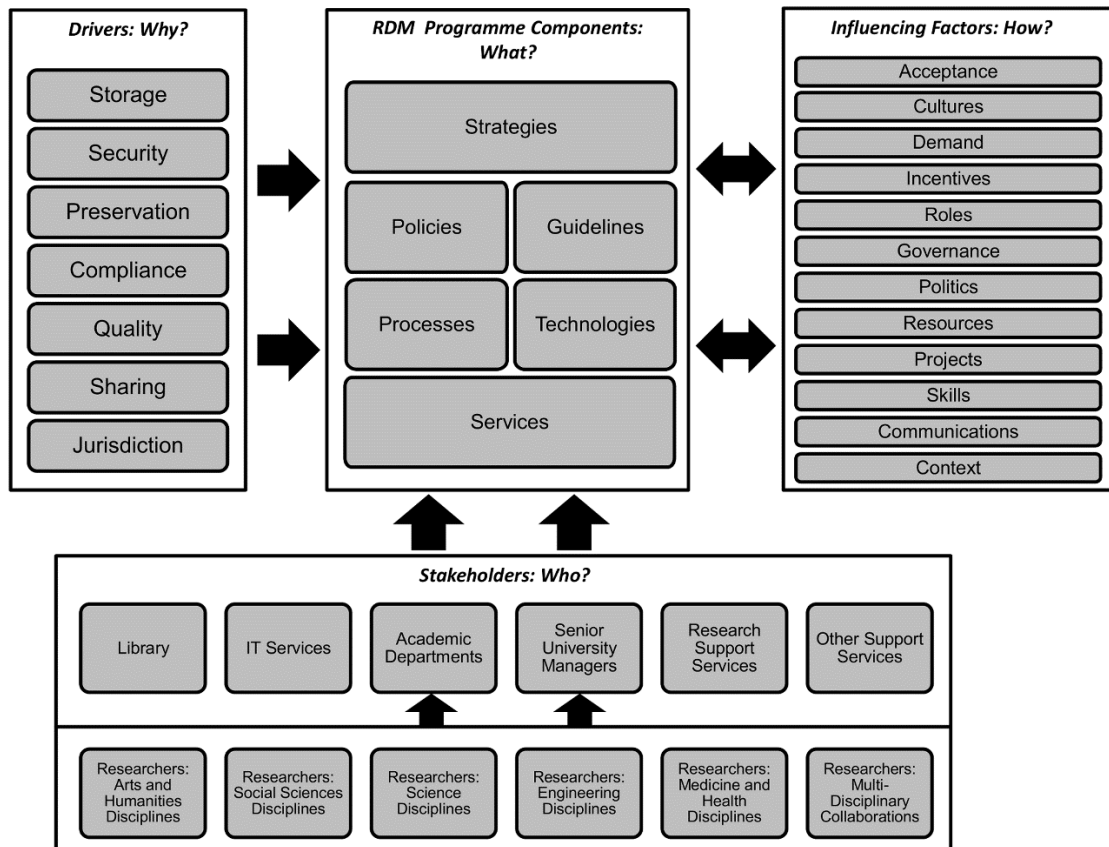 Drivers: Why?
Storage
Security
Preservation
Compliance
Quality
Sharing
Jurisdiction
RDM Programme Components:
What?
Strategies
Policies
Guidelines
Processes
Technologies
Services
Influencing Factors: How?
Acceptance
Cultures
Demand
Incentives
Roles
Governance
Politics
Resources
Projects
Skills
Communications
Context
Stakeholders: Who?
Library
IT Services
Academic
Departments
Senior
University
Managers
Research
Support
Services
Other Support
Services
Researchers:
Arts and
Humanities
Disciplines
Researchers:
Social Sciences
Disciplines
Researchers:
Science
Disciplines
Researchers:
Engineering
Disciplines
Researchers:
Medicine and
Health
Disciplines
Researchers:
Multi-
Disciplinary
Collaborations